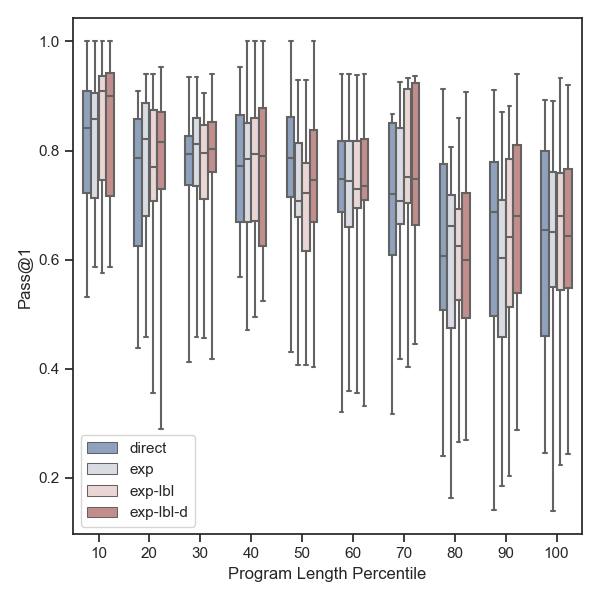 1.0
0.8
0.6
0.4
0.2
Pass@1
direct
exp
exp-lbl
exp-lbl-d
10 20 30 40 50 60 70 80 90 100
Program Length Percentile